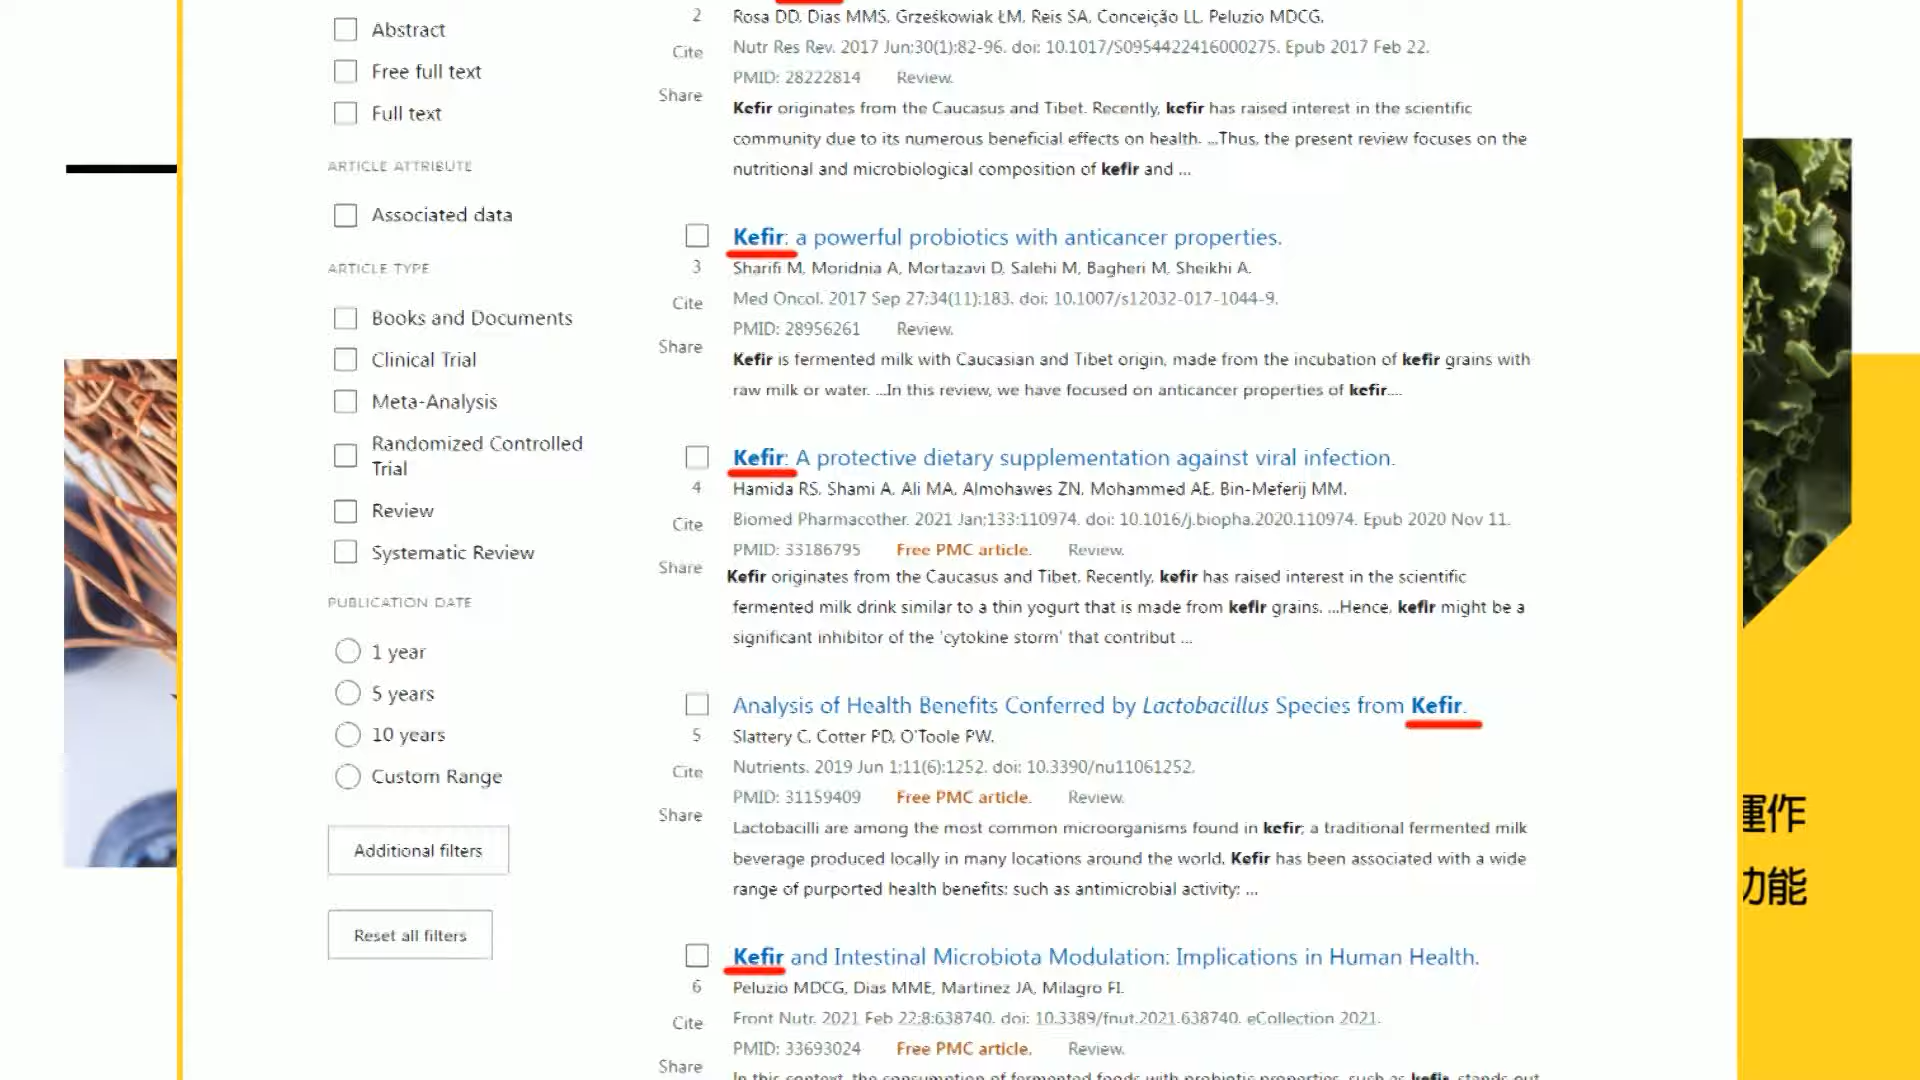 Abstract
Free full text
Full text
ARTICLE ATTRIBUTE
Associated data
ARTICLE TYPE
Books and Documents
Clinical Trial
Meta-Analysis
Randomized Controlled
Trial
Review
Systematic Review
PUBLICATION DATE
1 year
5 years
10 years
Custom Range
Additional filters
Reset all filters
2
Cite
Share
Rosa DD, Dias MMS, Grześkowiak ŁM, Reis SA, Conceição LL, Peluzio MDCG.
Nutr Res Rev. 2017 Jun;30(1):82-96. doi: 10.1017/S0954422416000275. Epub 2017 Feb 22.
PMID: 28222814 Review.
Kefir originates from the Caucasus and Tibet. Recently, kefir has raised interest in the scientific
community due to its numerous beneficial effects on health. ...Thus, the present review focuses on the
nutritional and microbiological composition of kefir and ...
Kefir: a powerful probiotics with anticancer properties.
3
Cite
Share
Sharifi M, Moridnia A, Mortazavi D, Salehi M, Bagheri M, Sheikhi A.
Med Oncol. 2017 Sep 27;34(11):183. doi: 10.1007/s12032-017-1044-9.
PMID: 28956261 Review.
Kefir is fermented milk with Caucasian and Tibet origin, made from the incubation of kefir grains with
raw milk or water. ...In this review, we have focused on anticancer properties of kefir....
Kefir: A protective dietary supplementation against viral infection.
4
Cite
Share
Hamida RS, Shami A, Ali MA, Almohawes ZN, Mohammed AE, Bin-Meferij MM.
Biomed Pharmacother. 2021 Jan;133:110974. doi: 10.1016/j.biopha.2020.110974. Epub 2020 Nov 11.
PMID: 33186795 Free PMC article. Review.
Kefir originates from the Caucasus and Tibet. Recently, kefir has raised interest in the scientific
fermented milk drink similar to a thin yogurt that is made from kefir grains. ...Hence, kefir might be a
significant inhibitor of the 'cytokine storm' that contribut ...
Analysis of Health Benefits Conferred by Lactobacillus Species from Kefir.
5
Cite
Share
Slattery C, Cotter PD, O'Toole PW.
Nutrients. 2019 Jun 1;11(6):1252. doi: 10.3390/nu11061252.
PMID: 31159409 Free PMC article. Review.
Lactobacilli are among the most common microorganisms found in kefir; a traditional fermented milk
beverage produced locally in many locations around the world. Kefir has been associated with a wide
range of purported health benefits: such as antimicrobial activity; ...
Kefir and Intestinal Microbiota Modulation: Implications in Human Health.
6
Cite
Share
Peluzio MDCG, Dias MME, Martinez JA, Milagro FI.
Front Nutr. 2021 Feb 22;8:638740. doi: 10.3389/fnut.2021.638740. eCollection 2021.
PMID: 33693024 Free PMC article. Review.
In this context, the consumption of fermented foods with probiotic properties, such as kefir, stands out
運作
功能